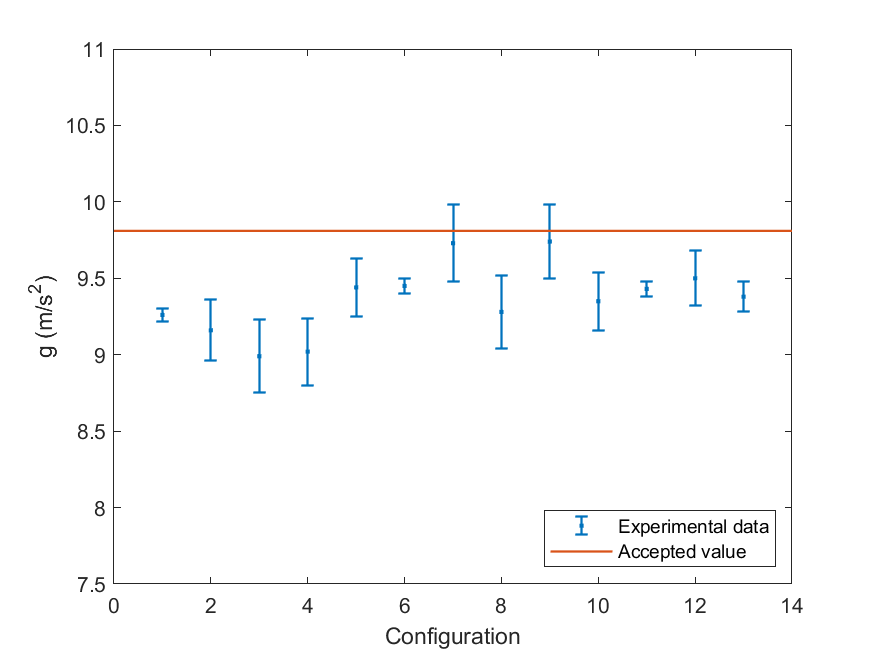 11
10.5
10
9.5
9
8.5
8
7.5
g (m/s²)
0 2 4 6 8 10 12 14
Configuration
Experimental data
Accepted value